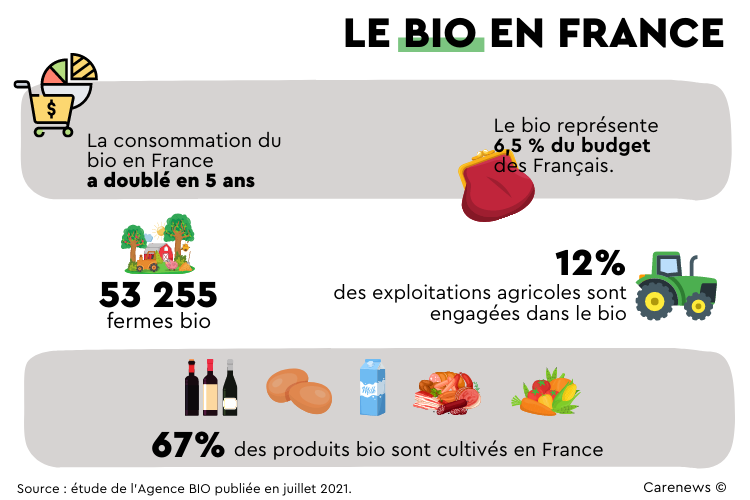 LE BIO EN FRANCE
$
La consommation du
bio en France
a doublé en 5 ans
Le bio représente
6,5 % du budget
des Français.
53 255
fermes bio
12%
des exploitations agricoles sont
engagées dans le bio
Milk
67% des produits bio sont cultivés en France
Source : étude de l'Agence BIO publiée en juillet 2021.
Carenews ©